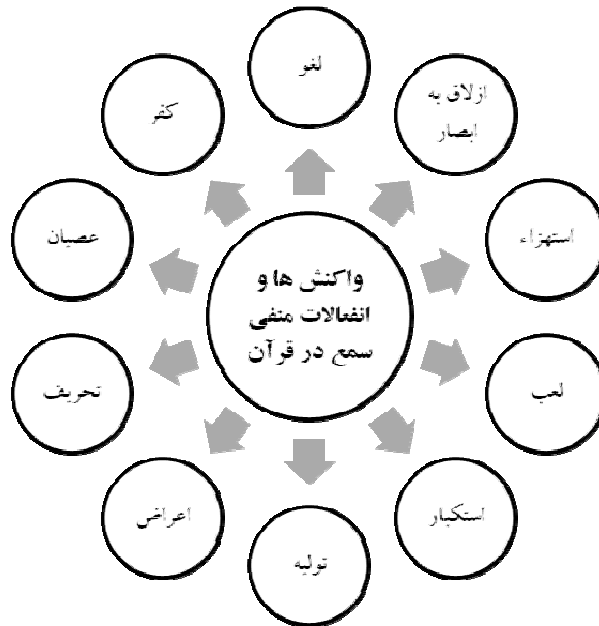 واکنش ها و
انفعالات منفی
سمع در قرآن
لغو
ازلاق به
ابصار
استهزاء
لعب
استکبار
تولیه
اعراض
تحریف
عصیان
کفر